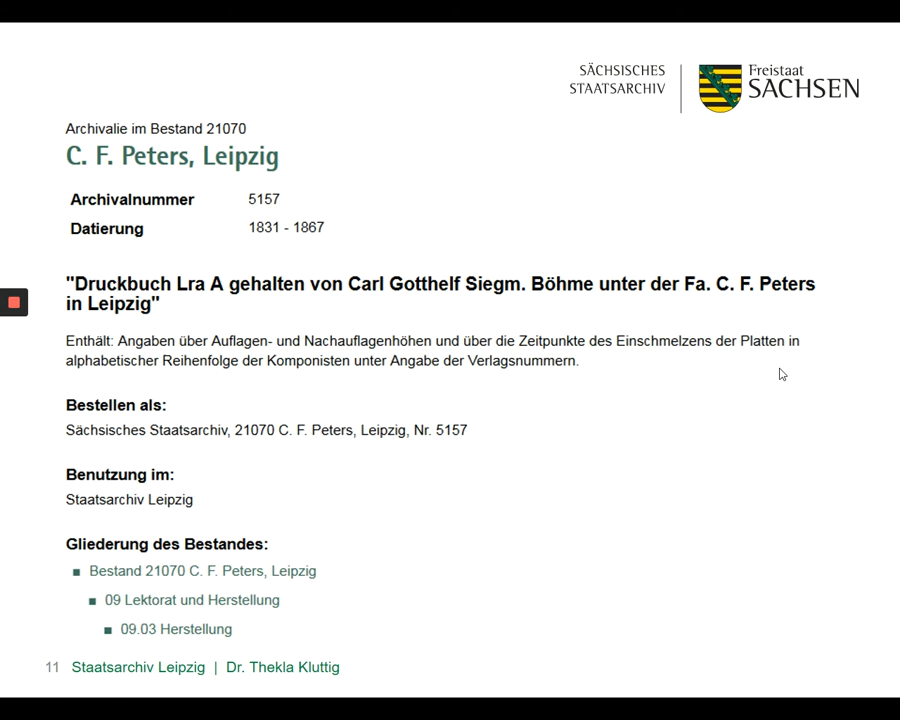 SÄCHSISCHES
STAATSARCHIV
Freistaat
SACHSEN
Archivalie im Bestand 21070
C. F. Peters, Leipzig
Archivalnummer 5157
Datierung 1831 - 1867
"Druckbuch Lra A gehalten von Carl Gotthelf Siegm. Böhme unter der Fa. C. F. Peters
in Leipzig"
Enthält: Angaben über Auflagen- und Nachauflagenhöhen und über die Zeitpunkte des Einschmelzens der Platten in
alphabetischer Reihenfolge der Komponisten unter Angabe der Verlagsnummern.
Bestellen als:
Sächsisches Staatsarchiv, 21070 C. F. Peters, Leipzig, Nr. 5157
Benutzung im:
Staatsarchiv Leipzig
Gliederung des Bestandes:
Bestand 21070 C. F. Peters, Leipzig
09 Lektorat und Herstellung
09.03 Herstellung
11 Staatsarchiv Leipzig | Dr. Thekla Kluttig